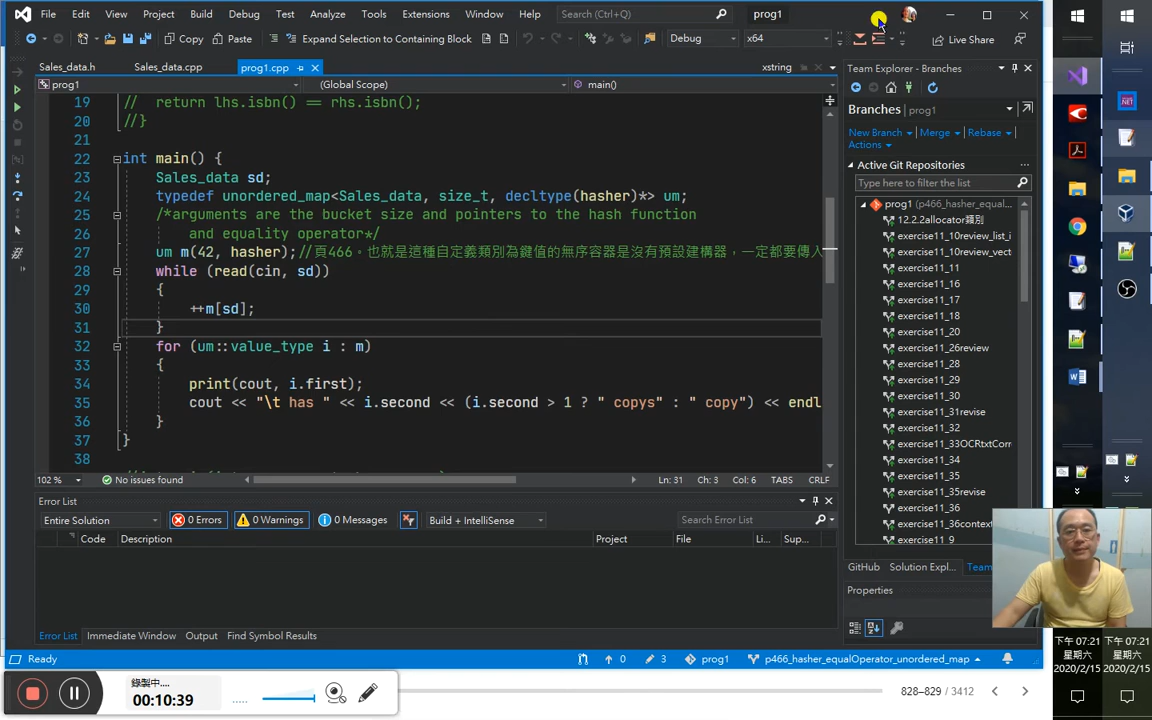 File Edit View Project Build Debug Test Analyze Tools Extensions Window Help Search (Ctrl+Q) prog1
Copy Paste Expand Selection to Containing Block Debug x64 Live Share
Sales_data.h Sales_data.cpp prog1.cpp xstring
prog1 (Global Scope) main()
19 // return lhs.isbn() == rhs.isbn();
20 //}
21
22 int main() {
23 Sales_data sd;
24 typedef unordered_map<Sales_data, size_t, decltype(hasher)*> um;
25 /*arguments are the bucket size and pointers to the hash function
26 and equality operator*/
27 um m(42, hasher);//頁466。也就是這種自定義類別為鍵值的無序容器是沒有預設建構器，一定都要傳入
28 while (read(cin, sd))
29 {
30 ++m[sd];
31 }
32 for (um::value_type i : m)
33 {
34 print(cout, i.first);
35 cout << "\t has " << i.second << (i.second > 1 ? " copys" : " copy") << endl
36 }
37 }
38
102 % No issues found Ln: 31 Ch: 3 Col: 6 TABS CRLF
Error List
Entire Solution 0 Errors 0 Warnings 0 Messages Build + IntelliSense Search Error List
Code Description Project File Li... Sup...
Error List Immediate Window Output Find Symbol Results
Team Explorer - Branches
Branches | prog1
New Branch Merge Rebase
Actions
Active Git Repositories
Type here to filter the list
prog1 (p466_hasher_equal...
12.2.2allocator類別
exercise11_10review_list_i
exercise11_10review_vect
exercise11_11
exercise11_16
exercise11_17
exercise11_18
exercise11_20
exercise11_26review
exercise11_28
exercise11_29
exercise11_30
exercise11_31revise
exercise11_32
exercise11_33OCRtxtCorr
exercise11_34
exercise11_35
exercise11_35revise
exercise11_36
exercise11_36context
exercise11_9
GitHub Solution Expl... Team
Properties
Ready 0 3 prog1 p466_hasher_equalOperator_unordered_map
錄製中...
00:10:39
828–829 / 3412
下午 07:21 下午 07:21
星期六 星期六
2020/2/15 2020/2/15